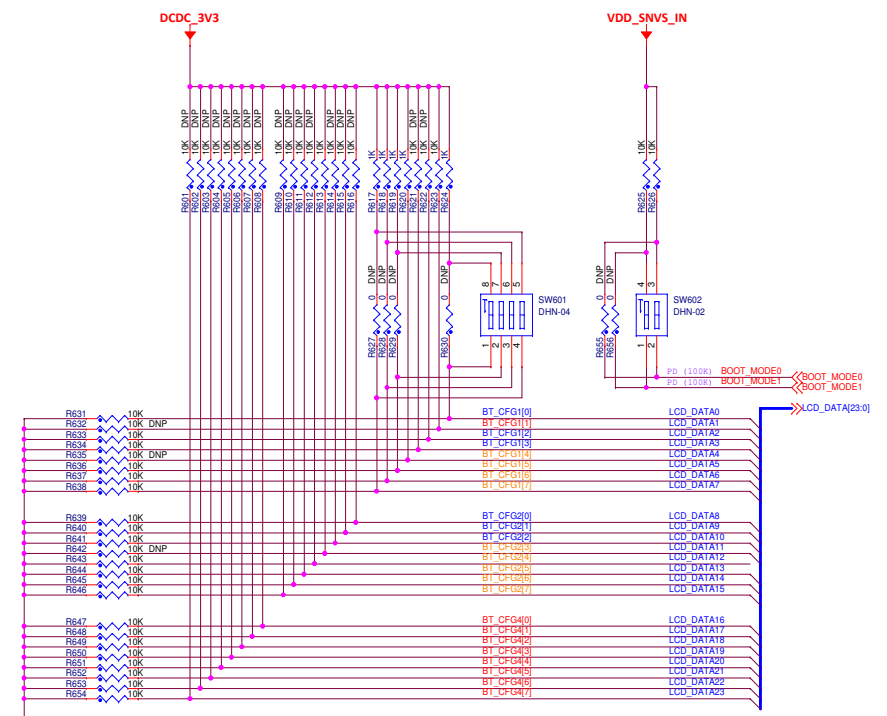 DCDC_3V3
VDD_SNVS_IN
DNP DNP DNP DNP DNP DNP DNP DNP
DNP DNP DNP DNP DNP DNP DNP
DNP DNP
10K 10K 10K 10K 10K 10K 10K 10K
10K 10K 10K 10K 10K 10K 10K 10K
1K 1K 1K 1K 10K 10K 10K 1K
10K 10K
R601 R602 R603 R604 R605 R606 R607 R608
R609 R610 R611 R612 R613 R614 R615 R616
R617 R618 R619 R620 R621 R622 R623 R624
R625 R626
DNP DNP DNP DNP
0 0 0 0
R627 R628 R629 R630
8 7 6 5
1 2 3 4
SW601
DHN-04
DNP DNP
0 0
R655 R656
4 3
1 2
SW602
DHN-02
PD (100K) BOOT_MODE0 BOOT_MODE0
PD (100K) BOOT_MODE1 BOOT_MODE1
LCD_DATA[23:0]
R631 10K BT_CFG1[0] LCD_DATA0
R632 10K DNP BT_CFG1[1] LCD_DATA1
R633 10K BT_CFG1[2] LCD_DATA2
R634 10K BT_CFG1[3] LCD_DATA3
R635 10K DNP BT_CFG1[4] LCD_DATA4
R636 10K BT_CFG1[5] LCD_DATA5
R637 10K BT_CFG1[6] LCD_DATA6
R638 10K BT_CFG1[7] LCD_DATA7
R639 10K BT_CFG2[0] LCD_DATA8
R640 10K BT_CFG2[1] LCD_DATA9
R641 10K BT_CFG2[2] LCD_DATA10
R642 10K DNP BT_CFG2[3] LCD_DATA11
R643 10K BT_CFG2[4] LCD_DATA12
R644 10K BT_CFG2[5] LCD_DATA13
R645 10K BT_CFG2[6] LCD_DATA14
R646 10K BT_CFG2[7] LCD_DATA15
R647 10K BT_CFG4[0] LCD_DATA16
R648 10K BT_CFG4[1] LCD_DATA17
R649 10K BT_CFG4[2] LCD_DATA18
R650 10K BT_CFG4[3] LCD_DATA19
R651 10K BT_CFG4[4] LCD_DATA20
R652 10K BT_CFG4[5] LCD_DATA21
R653 10K BT_CFG4[6] LCD_DATA22
R654 10K BT_CFG4[7] LCD_DATA23